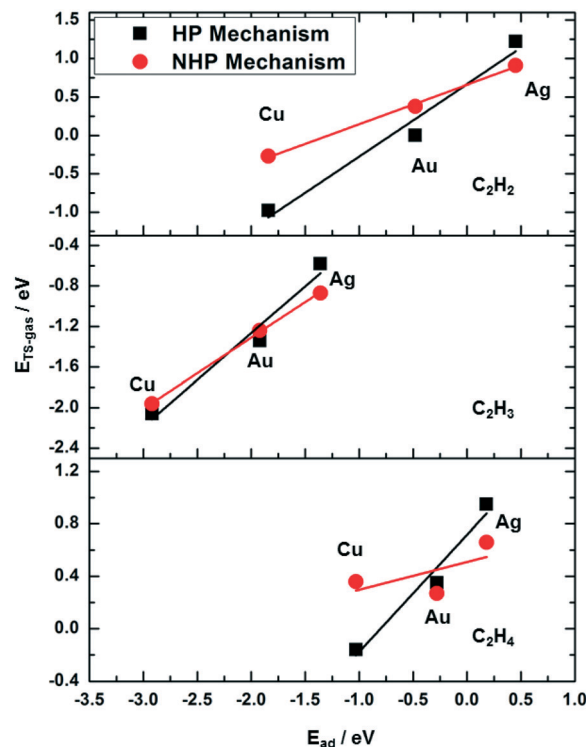 HP Mechanism
NHP Mechanism
1.5
1.0
0.5
0.0
-0.5
-1.0
Cu
Au
Ag
C₂H₂
-0.4
-0.8
-1.2
-1.6
-2.0
-2.4
Cu
Au
Ag
C₂H₃
1.2
0.8
0.4
0.0
-0.4
Cu
Au
Ag
C₂H₄
-3.5 -3.0 -2.5 -2.0 -1.5 -1.0 -0.5 0.0 0.5 1.0
E_TS-gas / eV
E_ad / eV